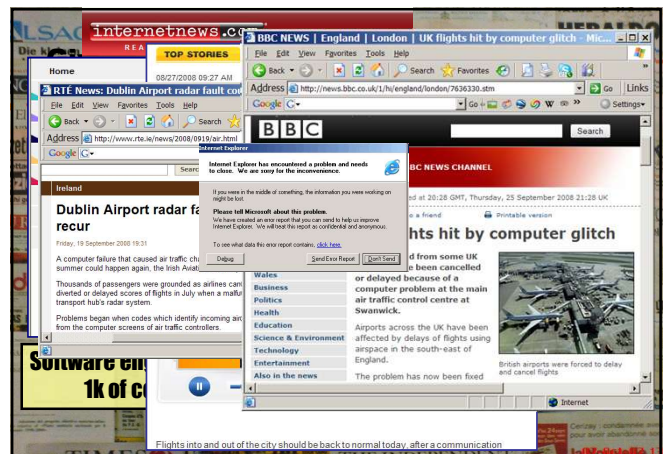 internetnews.co
REA
Home
TOP STORIES
08/27/2008 09:27 AM
BBC NEWS | England | London | UK flights hit by computer glitch - Mic...
File Edit View Favorites Tools Help
Back Search Favorites
Address http://news.bbc.co.uk/1/hi/england/london/7636330.stm Go Links
Google G Go Settings
BBC
Search
BC NEWS CHANNEL
ed at 20:28 GMT, Thursday, 25 September 2008 21:28 UK
o a friend Printable version
hts hit by computer glitch
d from some UK
e been cancelled
or delayed because of a
computer problem at the main
air traffic control centre at
Swanwick.
Airports across the UK have been
affected by delays of flights using
airspace in the south-east of
England.
The problem has now been fixed
Wales
Business
Politics
Health
Education
Science & Environment
Technology
Entertainment
Also in the news
British airports were forced to delay
and cancel flights
Internet
RTÉ News: Dublin Airport radar fault cou
File Edit View Favorites Tools Help
Back Search
Address http://www.rte.ie/news/2008/0919/air.html
Google G
Searc
Ireland
Dublin Airport radar fa
recur
Friday, 19 September 2008 19:31
A computer failure that caused air traffic cha
summer could happen again, the Irish Aviati
Thousands of passengers were grounded as airlines canc
diverted or delayed scores of flights in July when a malfun
transport hub's radar system.
Problems began when codes which identify incoming airc
from the computer screens of air traffic controllers.
Internet Explorer
Internet Explorer has encountered a problem and needs
to close. We are sorry for the inconvenience.
If you were in the middle of something, the information you were working on
might be lost.
Please tell Microsoft about this problem.
We have created an error report that you can send to help us improve
Internet Explorer. We will treat this report as confidential and anonymous.
To see what data this error report contains, click here.
Debug Send Error Report Don't Send
Software eng
1k of co
Flights into and out of the city should be back to normal today, after a communication